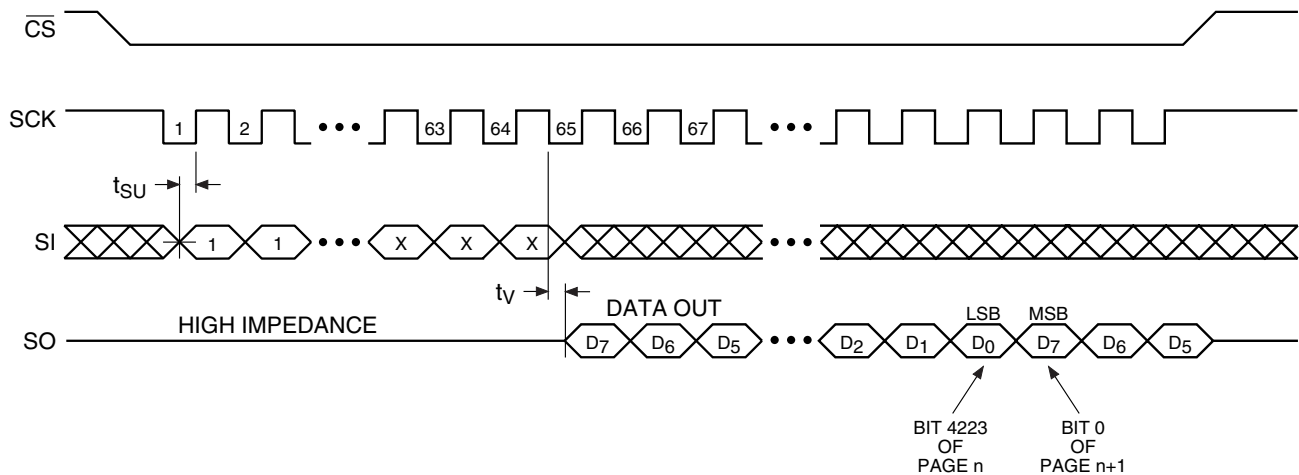 CS
SCK 1 2 ••• 63 64 65 66 67 •••
tSU
SI 1 1 ••• X X X •••
tV
HIGH IMPEDANCE DATA OUT LSB MSB
SO D7 D6 D5 ••• D2 D1 D0 D7 D6 D5
BIT 4223
OF
PAGE n
BIT 0
OF
PAGE n+1